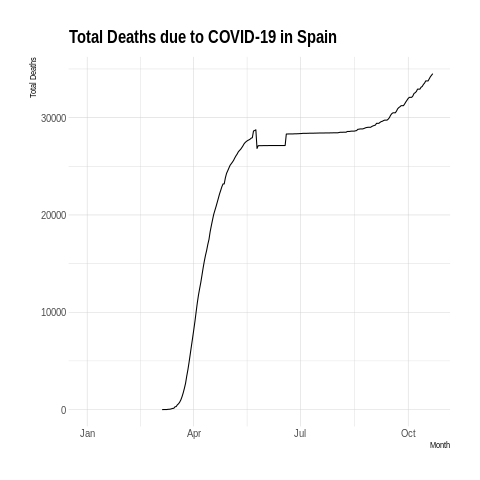 Total Deaths due to COVID-19 in Spain
Total Deaths
30000
20000
10000
0
Jan Apr Jul Oct
Month